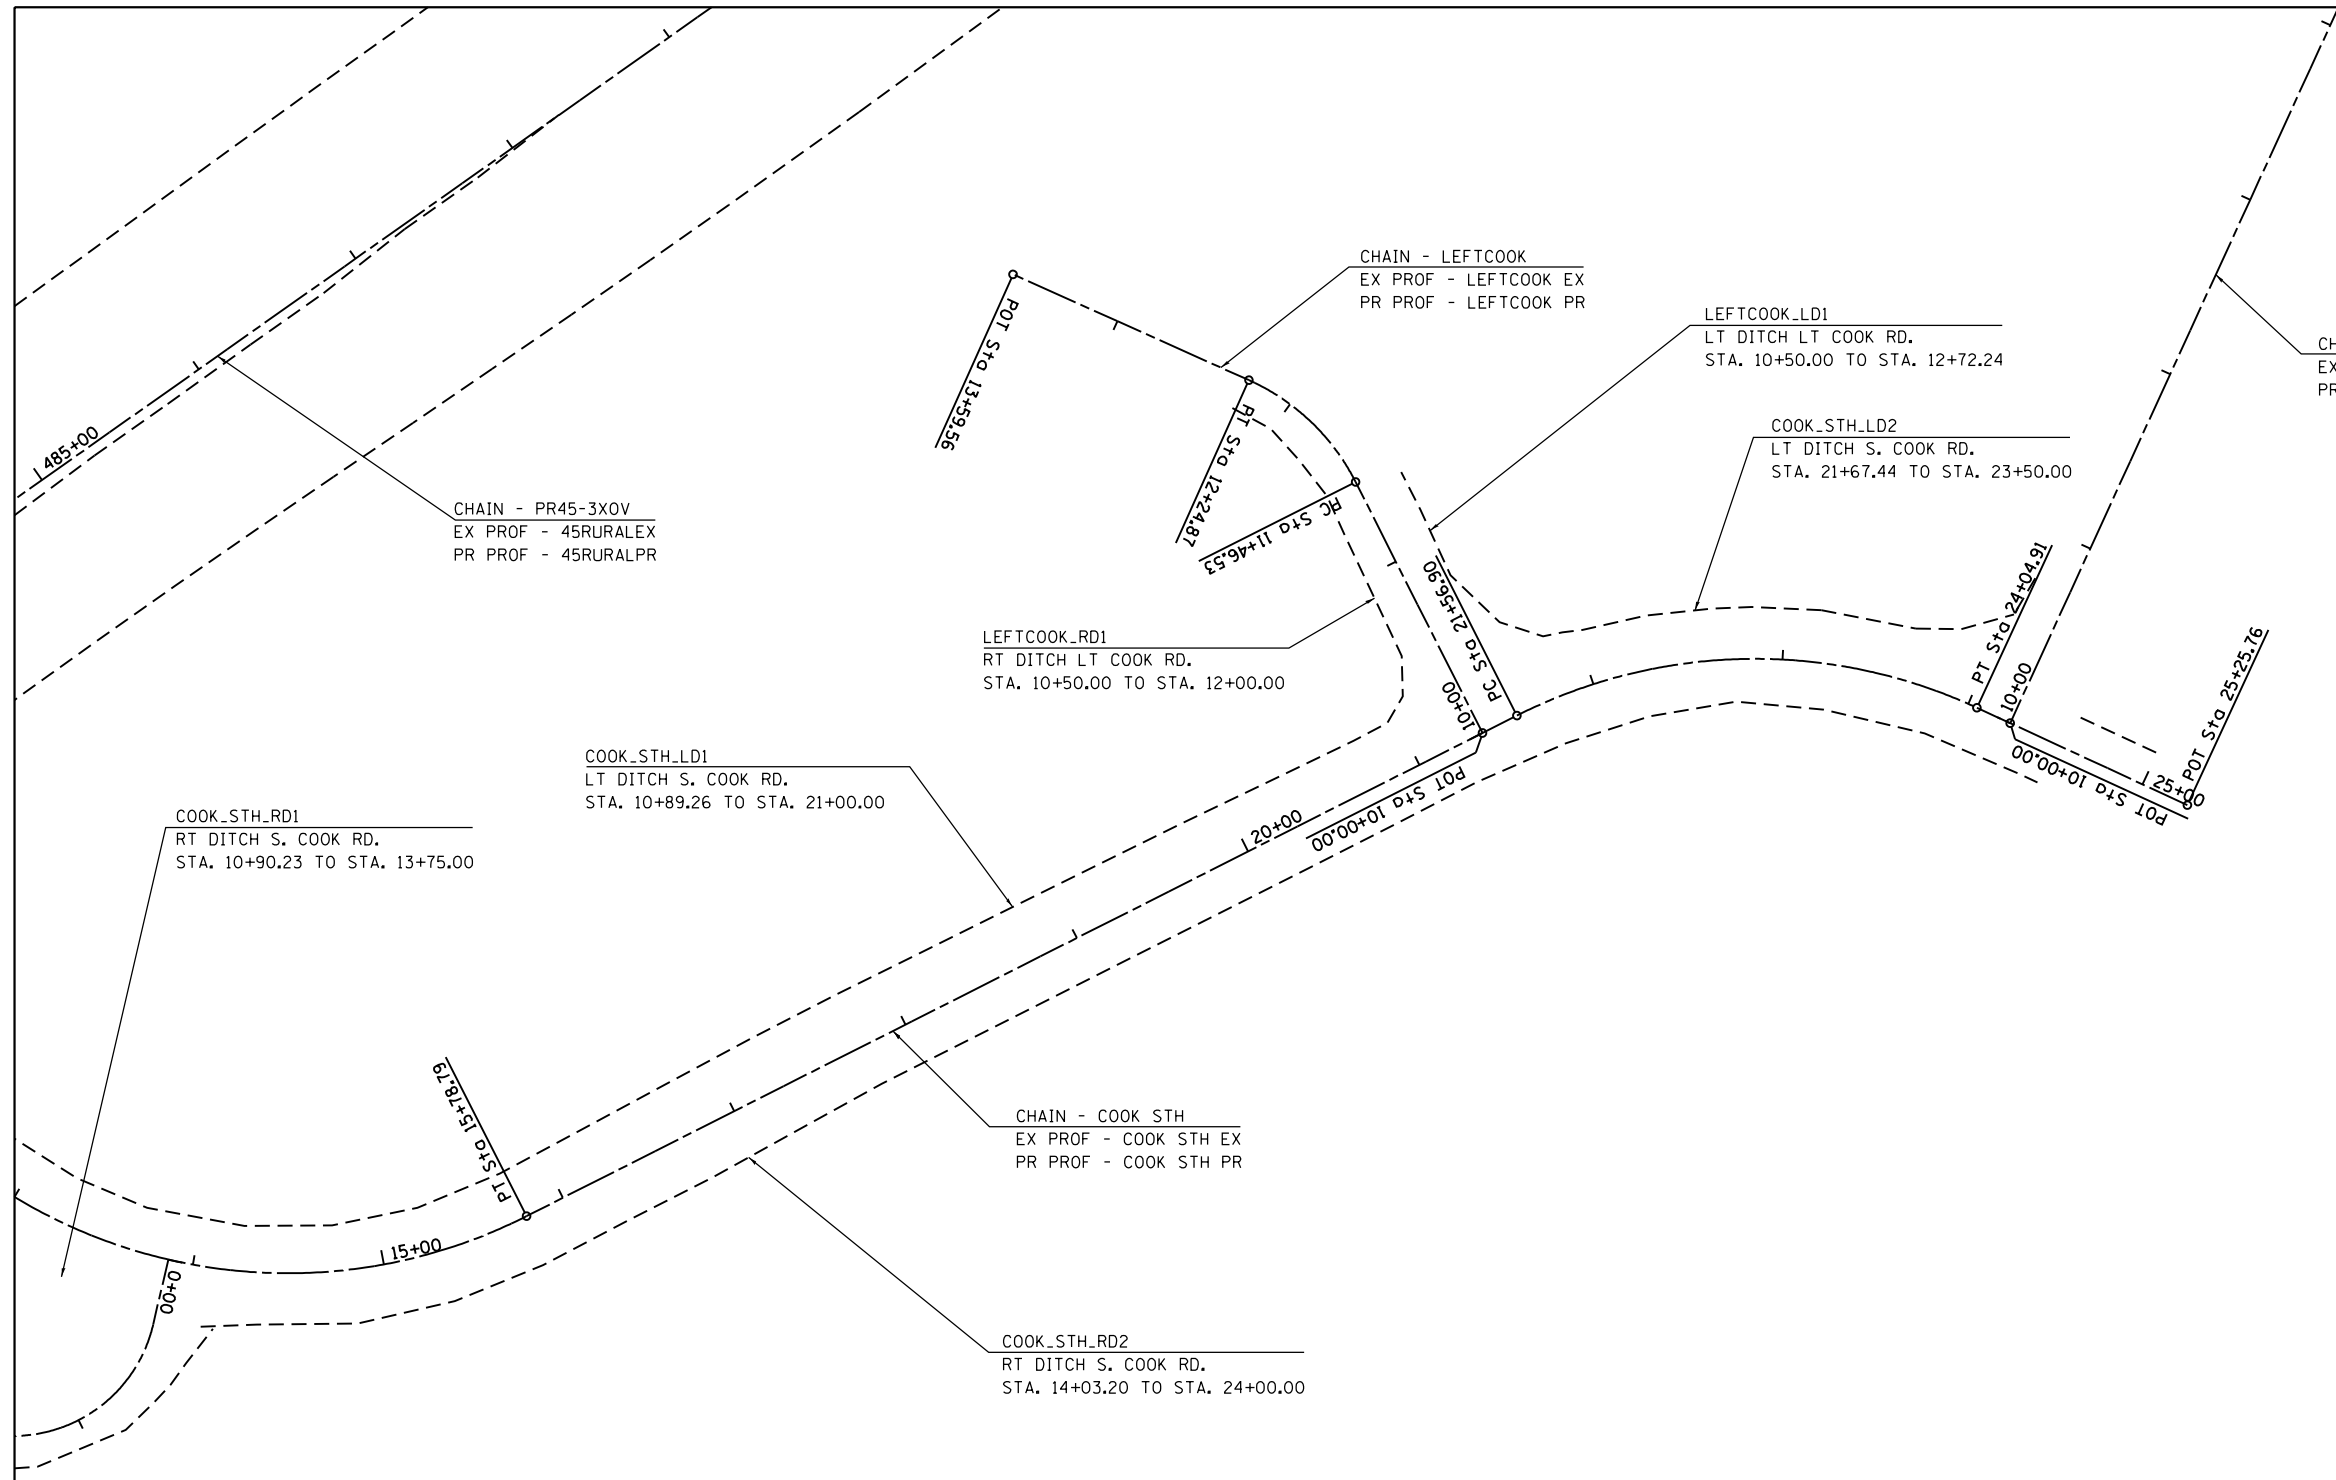 CHAIN - LEFTCOOK
EX PROF - LEFTCOOK EX
PR PROF - LEFTCOOK PR
LEFTCOOK_LD1
LT DITCH LT COOK RD.
STA. 10+50.00 TO STA. 12+72.24
CH
EX
PR
COOK_STH_LD2
LT DITCH S. COOK RD.
STA. 21+67.44 TO STA. 23+50.00
POT Sta 13+59.56
PT Sta 12+24.87
PC Sta 11+46.53
485+00
CHAIN - PR45-3XOV
EX PROF - 45RURALEX
PR PROF - 45RURALPR
PC Sta 21+56.90
PT Sta 24+04.91
LEFTCOOK_RD1
RT DITCH LT COOK RD.
STA. 10+50.00 TO STA. 12+00.00
10+00
10+00
POT Sta 25+25.76
POT Sta 10+00.00
25+00
POT Sta 10+00.00
20+00
COOK_STH_LD1
LT DITCH S. COOK RD.
STA. 10+89.26 TO STA. 21+00.00
COOK_STH_RD1
RT DITCH S. COOK RD.
STA. 10+90.23 TO STA. 13+75.00
PT Sta 15+78.79
CHAIN - COOK STH
EX PROF - COOK STH EX
PR PROF - COOK STH PR
15+00
0+00
COOK_STH_RD2
RT DITCH S. COOK RD.
STA. 14+03.20 TO STA. 24+00.00